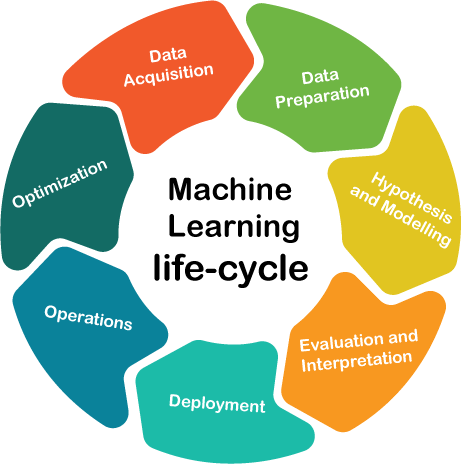 Machine
Learning
life-cycle
Data
Acquisition
Data
Preparation
Hypothesis
and Modelling
Evaluation and
Interpretation
Deployment
Operations
Optimization